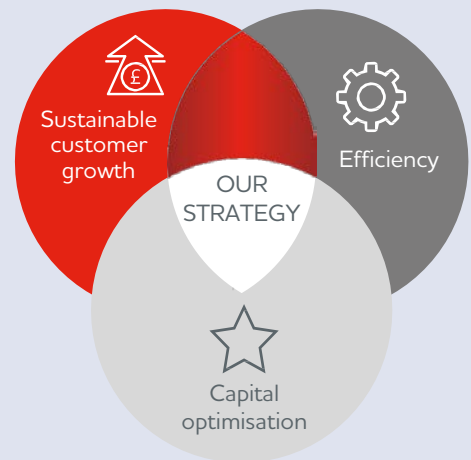 £
Sustainable
customer
growth
Efficiency
OUR
STRATEGY
Capital
optimisation